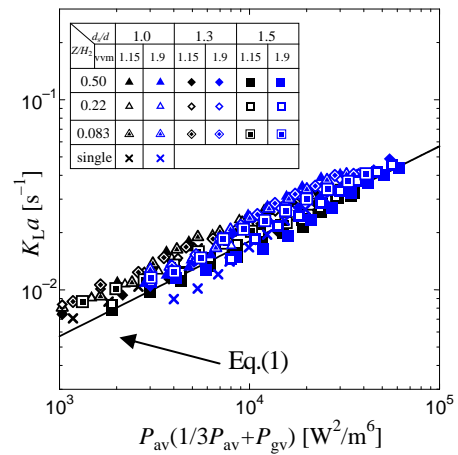 d_s/d 1.0 1.3 1.5
Z/H_2 vvm 1.15 1.9 1.15 1.9 1.15 1.9
0.50
0.22
0.083
single
10^-1
10^-2
K_L a [s^-1]
Eq.(1)
10^3 10^4 10^5
P_av(1/3P_av+P_gv) [W^2/m^6]